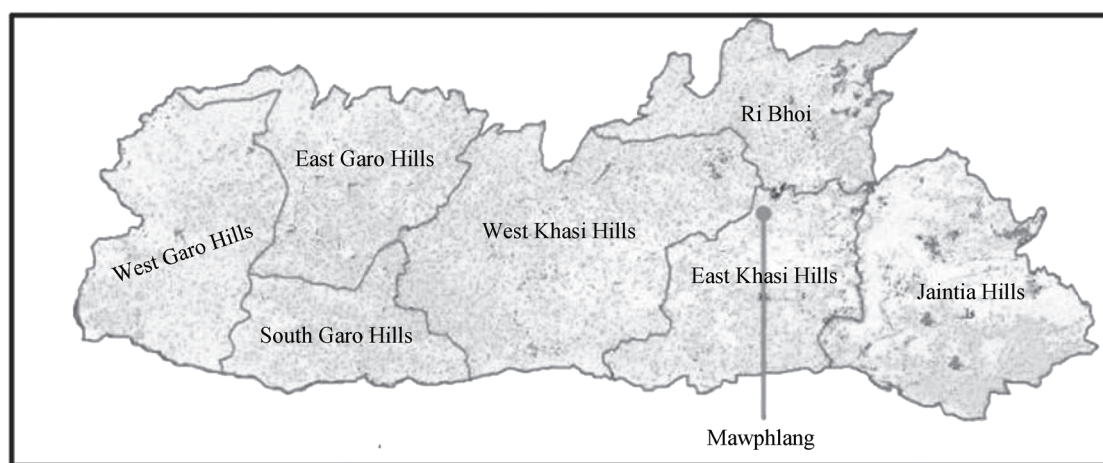 Ri Bhoi
East Garo Hills
West Khasi Hills
West Garo Hills
East Khasi Hills
Jaintia Hills
South Garo Hills
Mawphlang